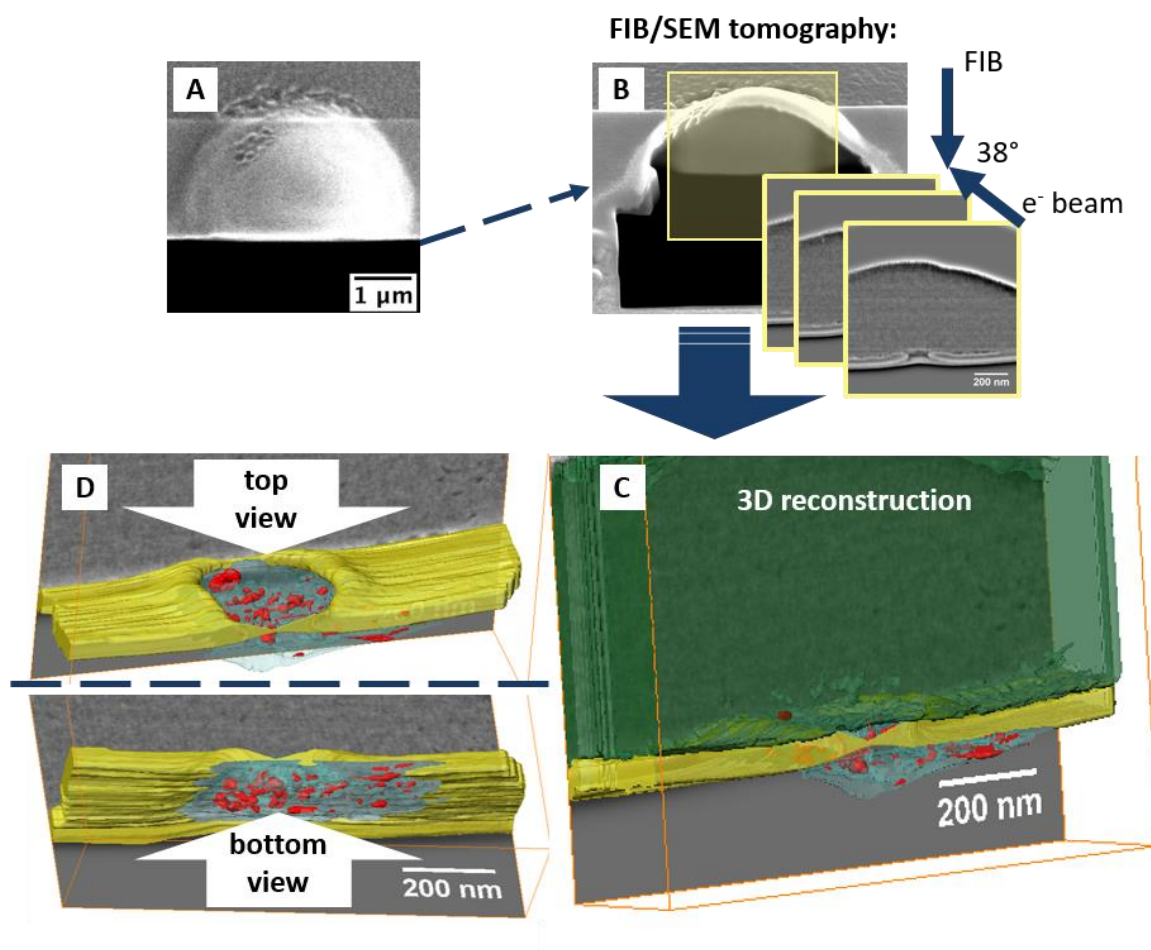 FIB/SEM tomography:
A
1 μm
B
FIB
38°
e⁻ beam
200 nm
D
top
view
bottom
view
200 nm
C
3D reconstruction
200 nm